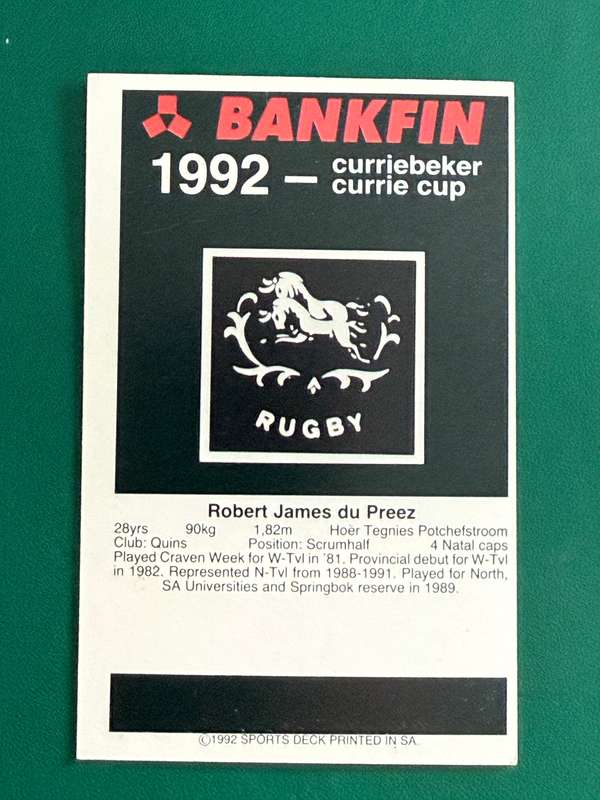 BANKFIN
1992 – curriebeker
currie cup
RUGBY
Robert James du Preez
28yrs 90kg 1,82m Hoër Tegnies Potchefstroom
Club: Quins Position: Scrumhalf 4 Natal caps
Played Craven Week for W-Tvl in '81. Provincial debut for W-Tvl
in 1982. Represented N-Tvl from 1988-1991. Played for North,
SA Universities and Springbok reserve in 1989.
©1992 SPORTS DECK PRINTED IN SA.